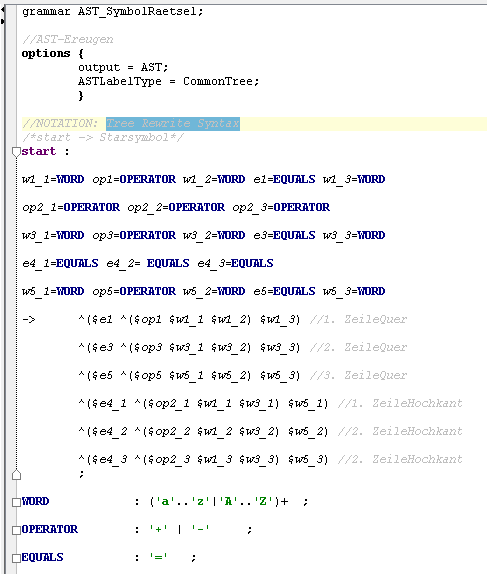 grammar AST_SymbolRaetsel;
//AST-Ereugen
options {
output = AST;
ASTLabelType = CommonTree;
}
//NOTATION: Tree Rewrite Syntax
/*start -> Starsymbol*/
start :
w1_1=WORD op1=OPERATOR w1_2=WORD e1=EQUALS w1_3=WORD
op2_1=OPERATOR op2_2=OPERATOR op2_3=OPERATOR
w3_1=WORD op3=OPERATOR w3_2=WORD e3=EQUALS w3_3=WORD
e4_1=EQUALS e4_2= EQUALS e4_3=EQUALS
w5_1=WORD op5=OPERATOR w5_2=WORD e5=EQUALS w5_3=WORD
-> ^($e1 ^($op1 $w1_1 $w1_2) $w1_3) //1. ZeileQuer
^($e3 ^($op3 $w3_1 $w3_2) $w3_3) //2. ZeileQuer
^($e5 ^($op5 $w5_1 $w5_2) $w5_3) //3. ZeileQuer
^($e4_1 ^($op2_1 $w1_1 $w3_1) $w5_1) //1. ZeileHochkant
^($e4_2 ^($op2_2 $w1_2 $w3_2) $w5_2) //2. ZeileHochkant
^($e4_3 ^($op2_3 $w1_3 $w3_3) $w5_3) //2. ZeileHochkant
;
WORD : ('a'..'z'|'A'..'Z')+ ;
OPERATOR : '+' | '-' ;
EQUALS : '=' ;